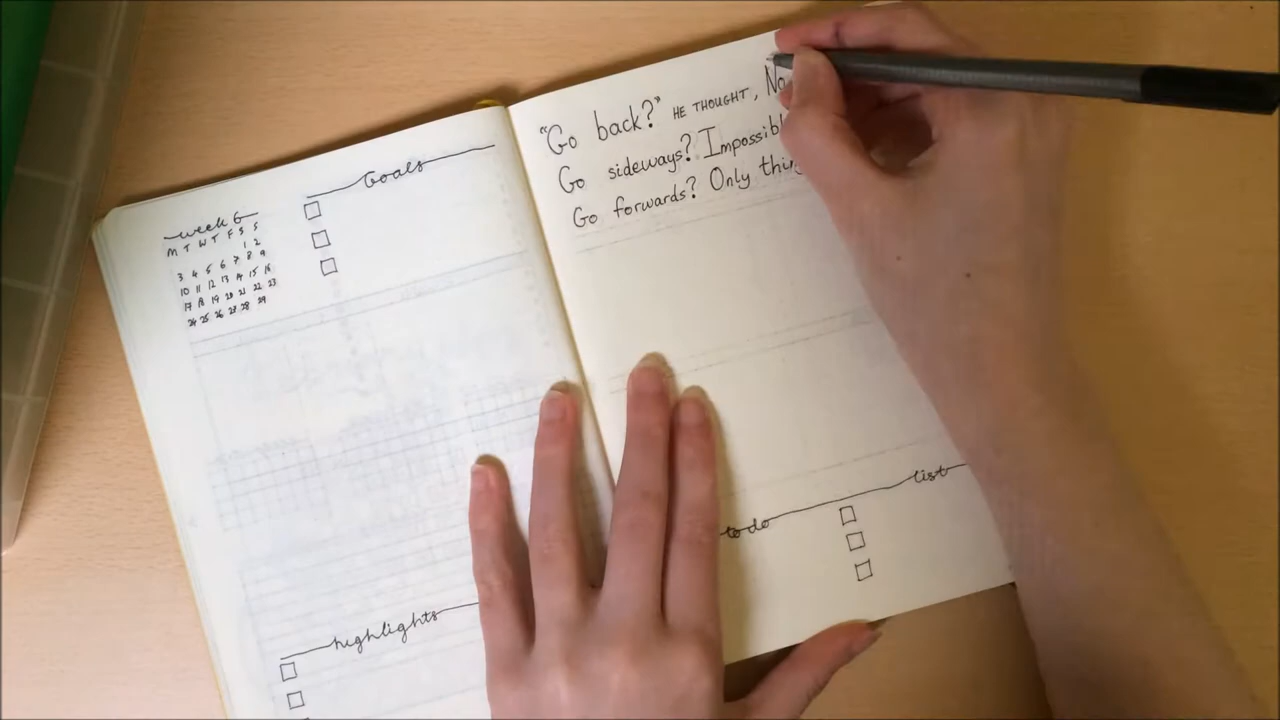 week 6
M T W T F S S
1 2
3 4 5 6 7 8 9
10 11 12 13 14 15 16
17 18 19 20 21 22 23
24 25 26 28 28 29
Goals
highlights
"Go back?" HE THOUGHT, No
Go sideways? Impossibl
Go forwards? Only thin
to do list